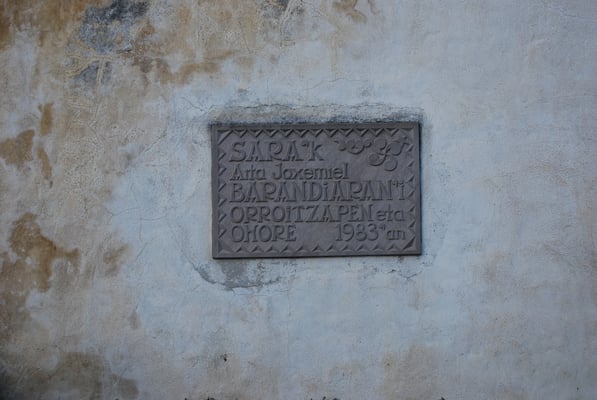 SARA'K
Aita Joxemiel
BARANDiARAN'i
ORROITZAPEN eta
OHORE 1983'an